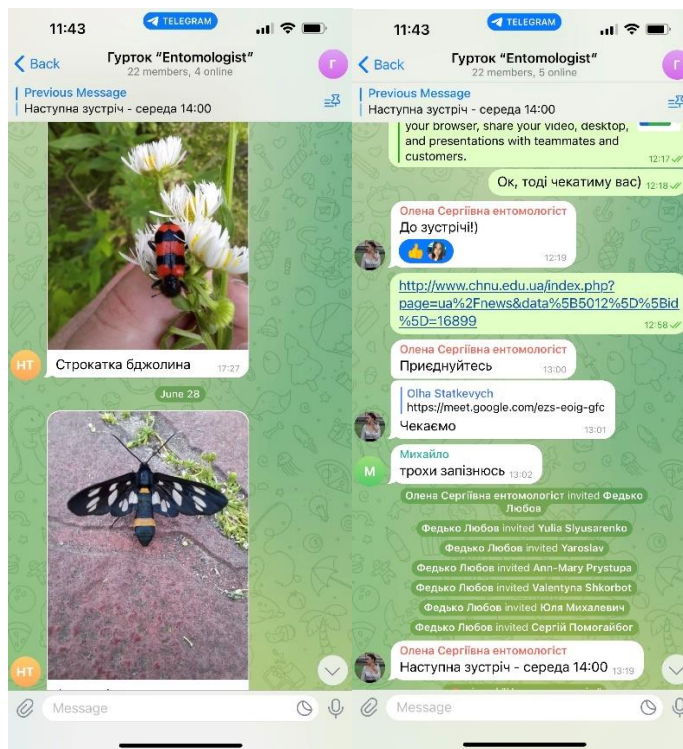 11:43
TELEGRAM
Back
Гурток “Entomologist”
22 members, 4 online
Г
Previous Message
Наступна зустріч - середа 14:00
НТ
Строкатка бджолина 17:27
June 28
НТ
Message
11:43
TELEGRAM
Back
Гурток “Entomologist”
22 members, 5 online
Г
Previous Message
Наступна зустріч - середа 14:00
your browser, share your video, desktop,
and presentations with teammates and
customers.
12:17
Ок, тоді чекатиму вас) 12:18
Олена Сергіївна ентомологіст
До зустрічі!)
12:19
http://www.chnu.edu.ua/index.php?
page=ua%2Fnews&data%5B5012%5D%5Bid
%5D=16899
12:58
Олена Сергіївна ентомологіст
Приєднуйтесь 13:00
Olha Statkevych
https://meet.google.com/ezs-eoig-gfc
Чекаємо 13:01
Михайло
М
трохи запізнюсь 13:02
Олена Сергіївна ентомологіст invited Федько
Любов
Федько Любов invited Yulia Slyusarenko
Федько Любов invited Yaroslav
Федько Любов invited Ann-Mary Prystupa
Федько Любов invited Valentyna Shkorbot
Федько Любов invited Юля Михалевич
Федько Любов invited Сергій Помогайбог
Олена Сергіївна ентомологіст
Наступна зустріч - середа 14:00 13:19
Message